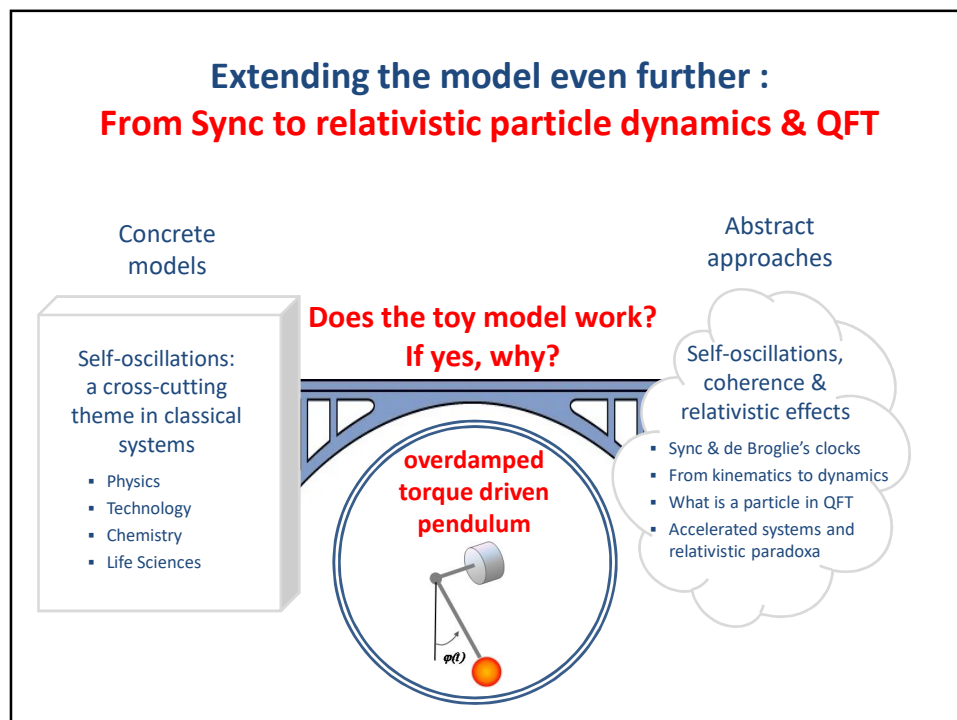 Extending the model even further :
From Sync to relativistic particle dynamics & QFT
Concrete
models
Self-oscillations:
a cross-cutting
theme in classical
systems
▪ Physics
▪ Technology
▪ Chemistry
▪ Life Sciences
Does the toy model work?
If yes, why?
overdamped
torque driven
pendulum
φ(t)
Abstract
approaches
Self-oscillations,
coherence &
relativistic effects
▪ Sync & de Broglie’s clocks
▪ From kinematics to dynamics
▪ What is a particle in QFT
▪ Accelerated systems and
relativistic paradoxa